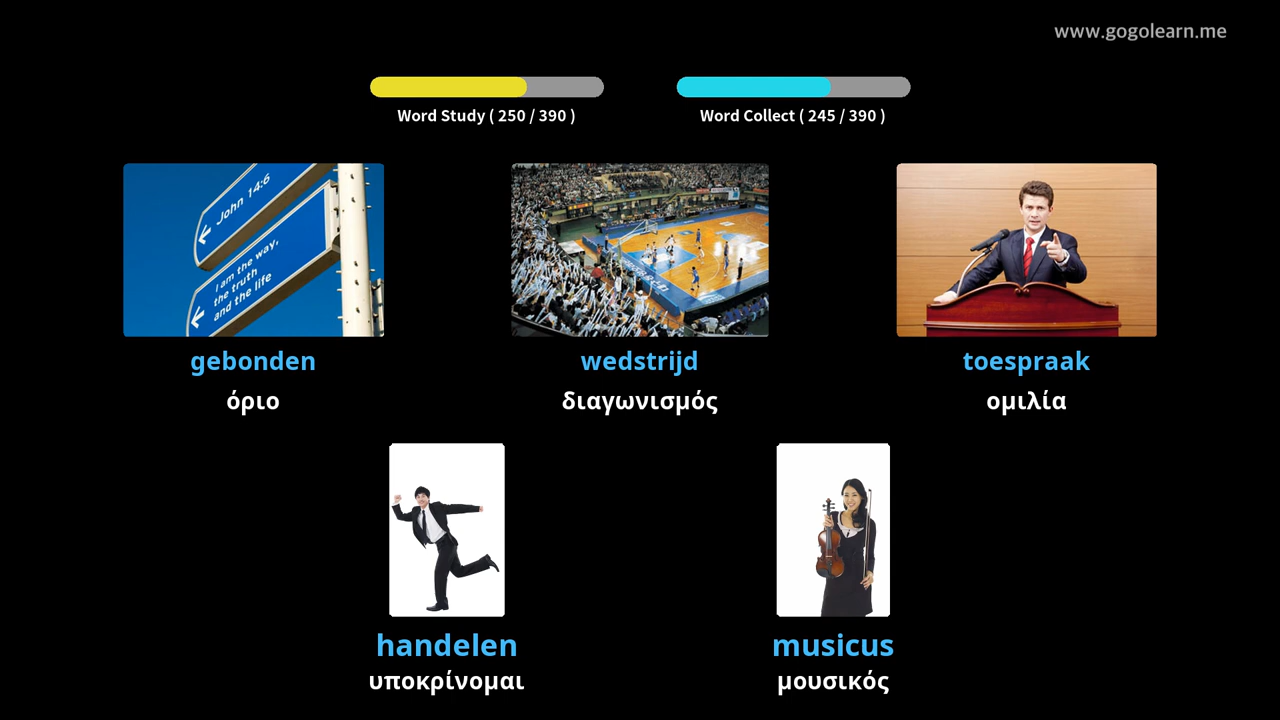 www.gogolearn.me
Word Study ( 250 / 390 )
Word Collect ( 245 / 390 )
John 14:6
I am the way,
the truth
and the life
gebonden
wedstrijd
toespraak
όριο
διαγωνισμός
ομιλία
handelen
musicus
υποκρίνομαι
μουσικός